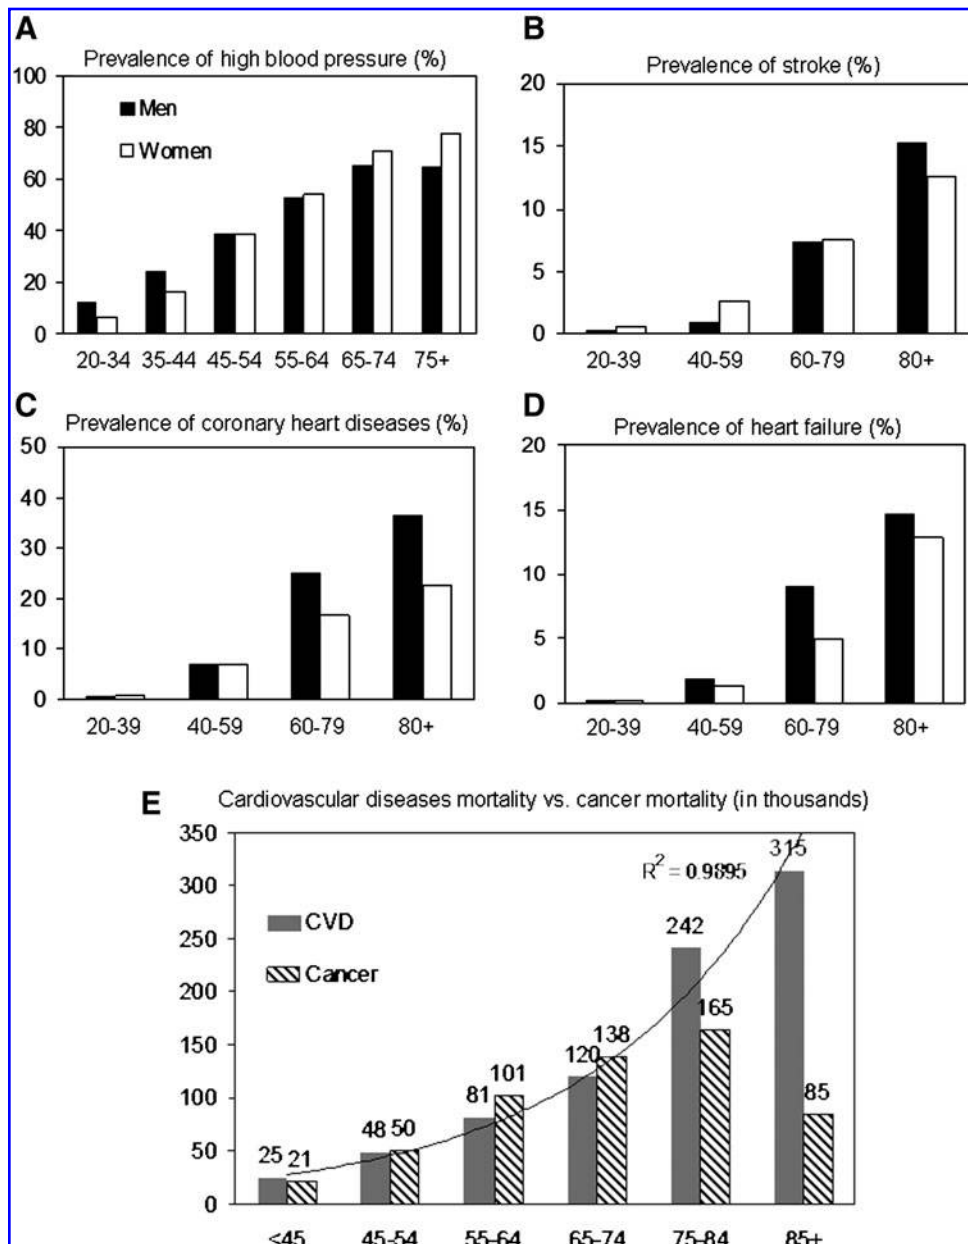 A
Prevalence of high blood pressure (%)
100
80
60
40
20
0
Men
Women
20-34 35-44 45-54 55-64 65-74 75+
B
Prevalence of stroke (%)
20
15
10
5
0
20-39 40-59 60-79 80+
C
Prevalence of coronary heart diseases (%)
50
40
30
20
10
0
20-39 40-59 60-79 80+
D
Prevalence of heart failure (%)
20
15
10
5
0
20-39 40-59 60-79 80+
E
Cardiovascular diseases mortality vs. cancer mortality (in thousands)
350
300
250
200
150
100
50
0
R² = 0.9895
CVD
Cancer
25 21 48 50 81 101 120 138 242 165 315 85
<45 45-54 55-64 65-74 75-84 85+